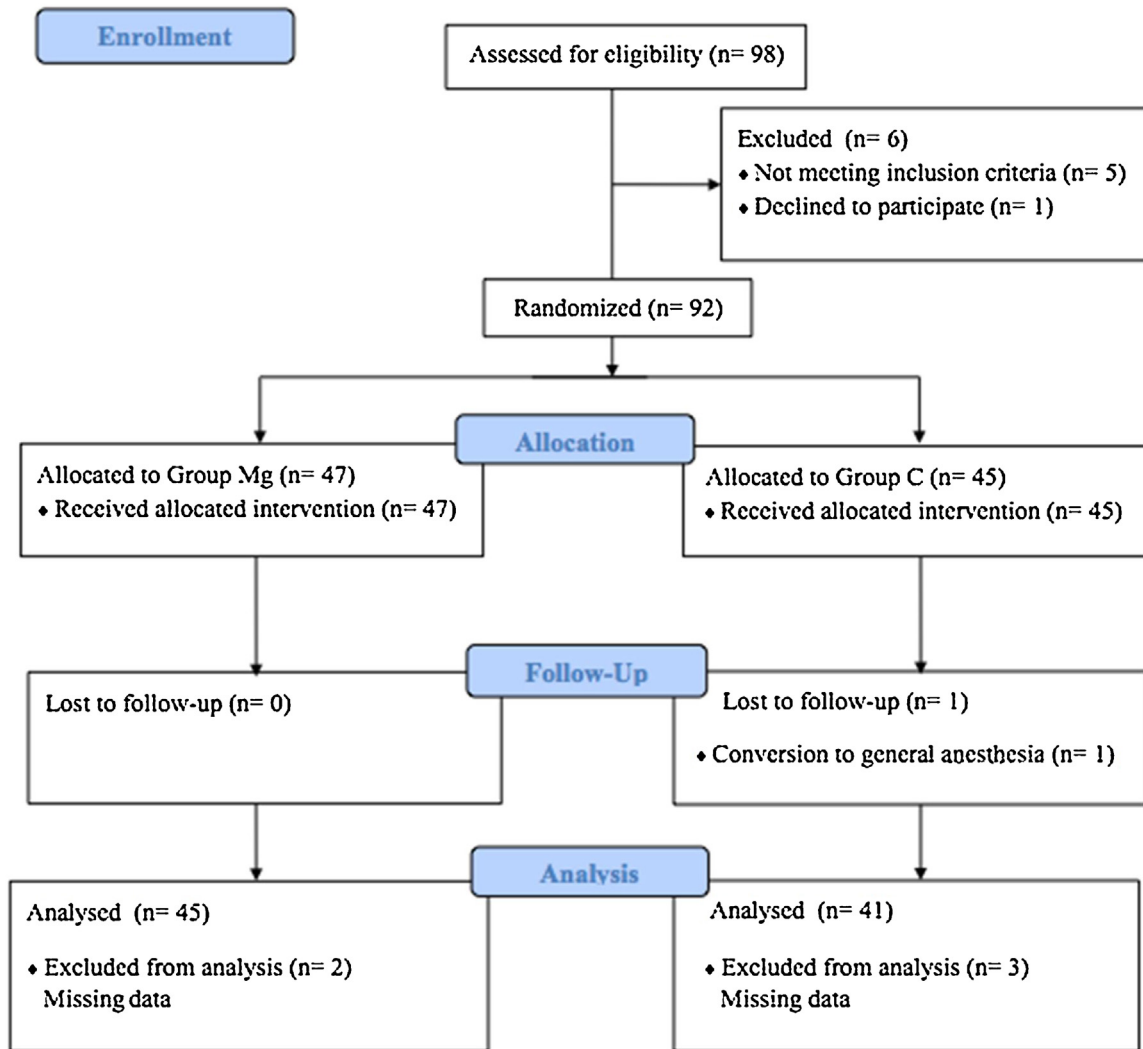 Enrollment
Assessed for eligibility (n= 98)
Excluded (n= 6)
♦ Not meeting inclusion criteria (n= 5)
♦ Declined to participate (n= 1)
Randomized (n= 92)
Allocation
Allocated to Group Mg (n= 47)
♦ Received allocated intervention (n= 47)
Allocated to Group C (n= 45)
♦ Received allocated intervention (n= 45)
Follow-Up
Lost to follow-up (n= 0)
Lost to follow-up (n= 1)
♦ Conversion to general anesthesia (n= 1)
Analysis
Analysed (n= 45)
♦ Excluded from analysis (n= 2)
Missing data
Analysed (n= 41)
♦ Excluded from analysis (n= 3)
Missing data